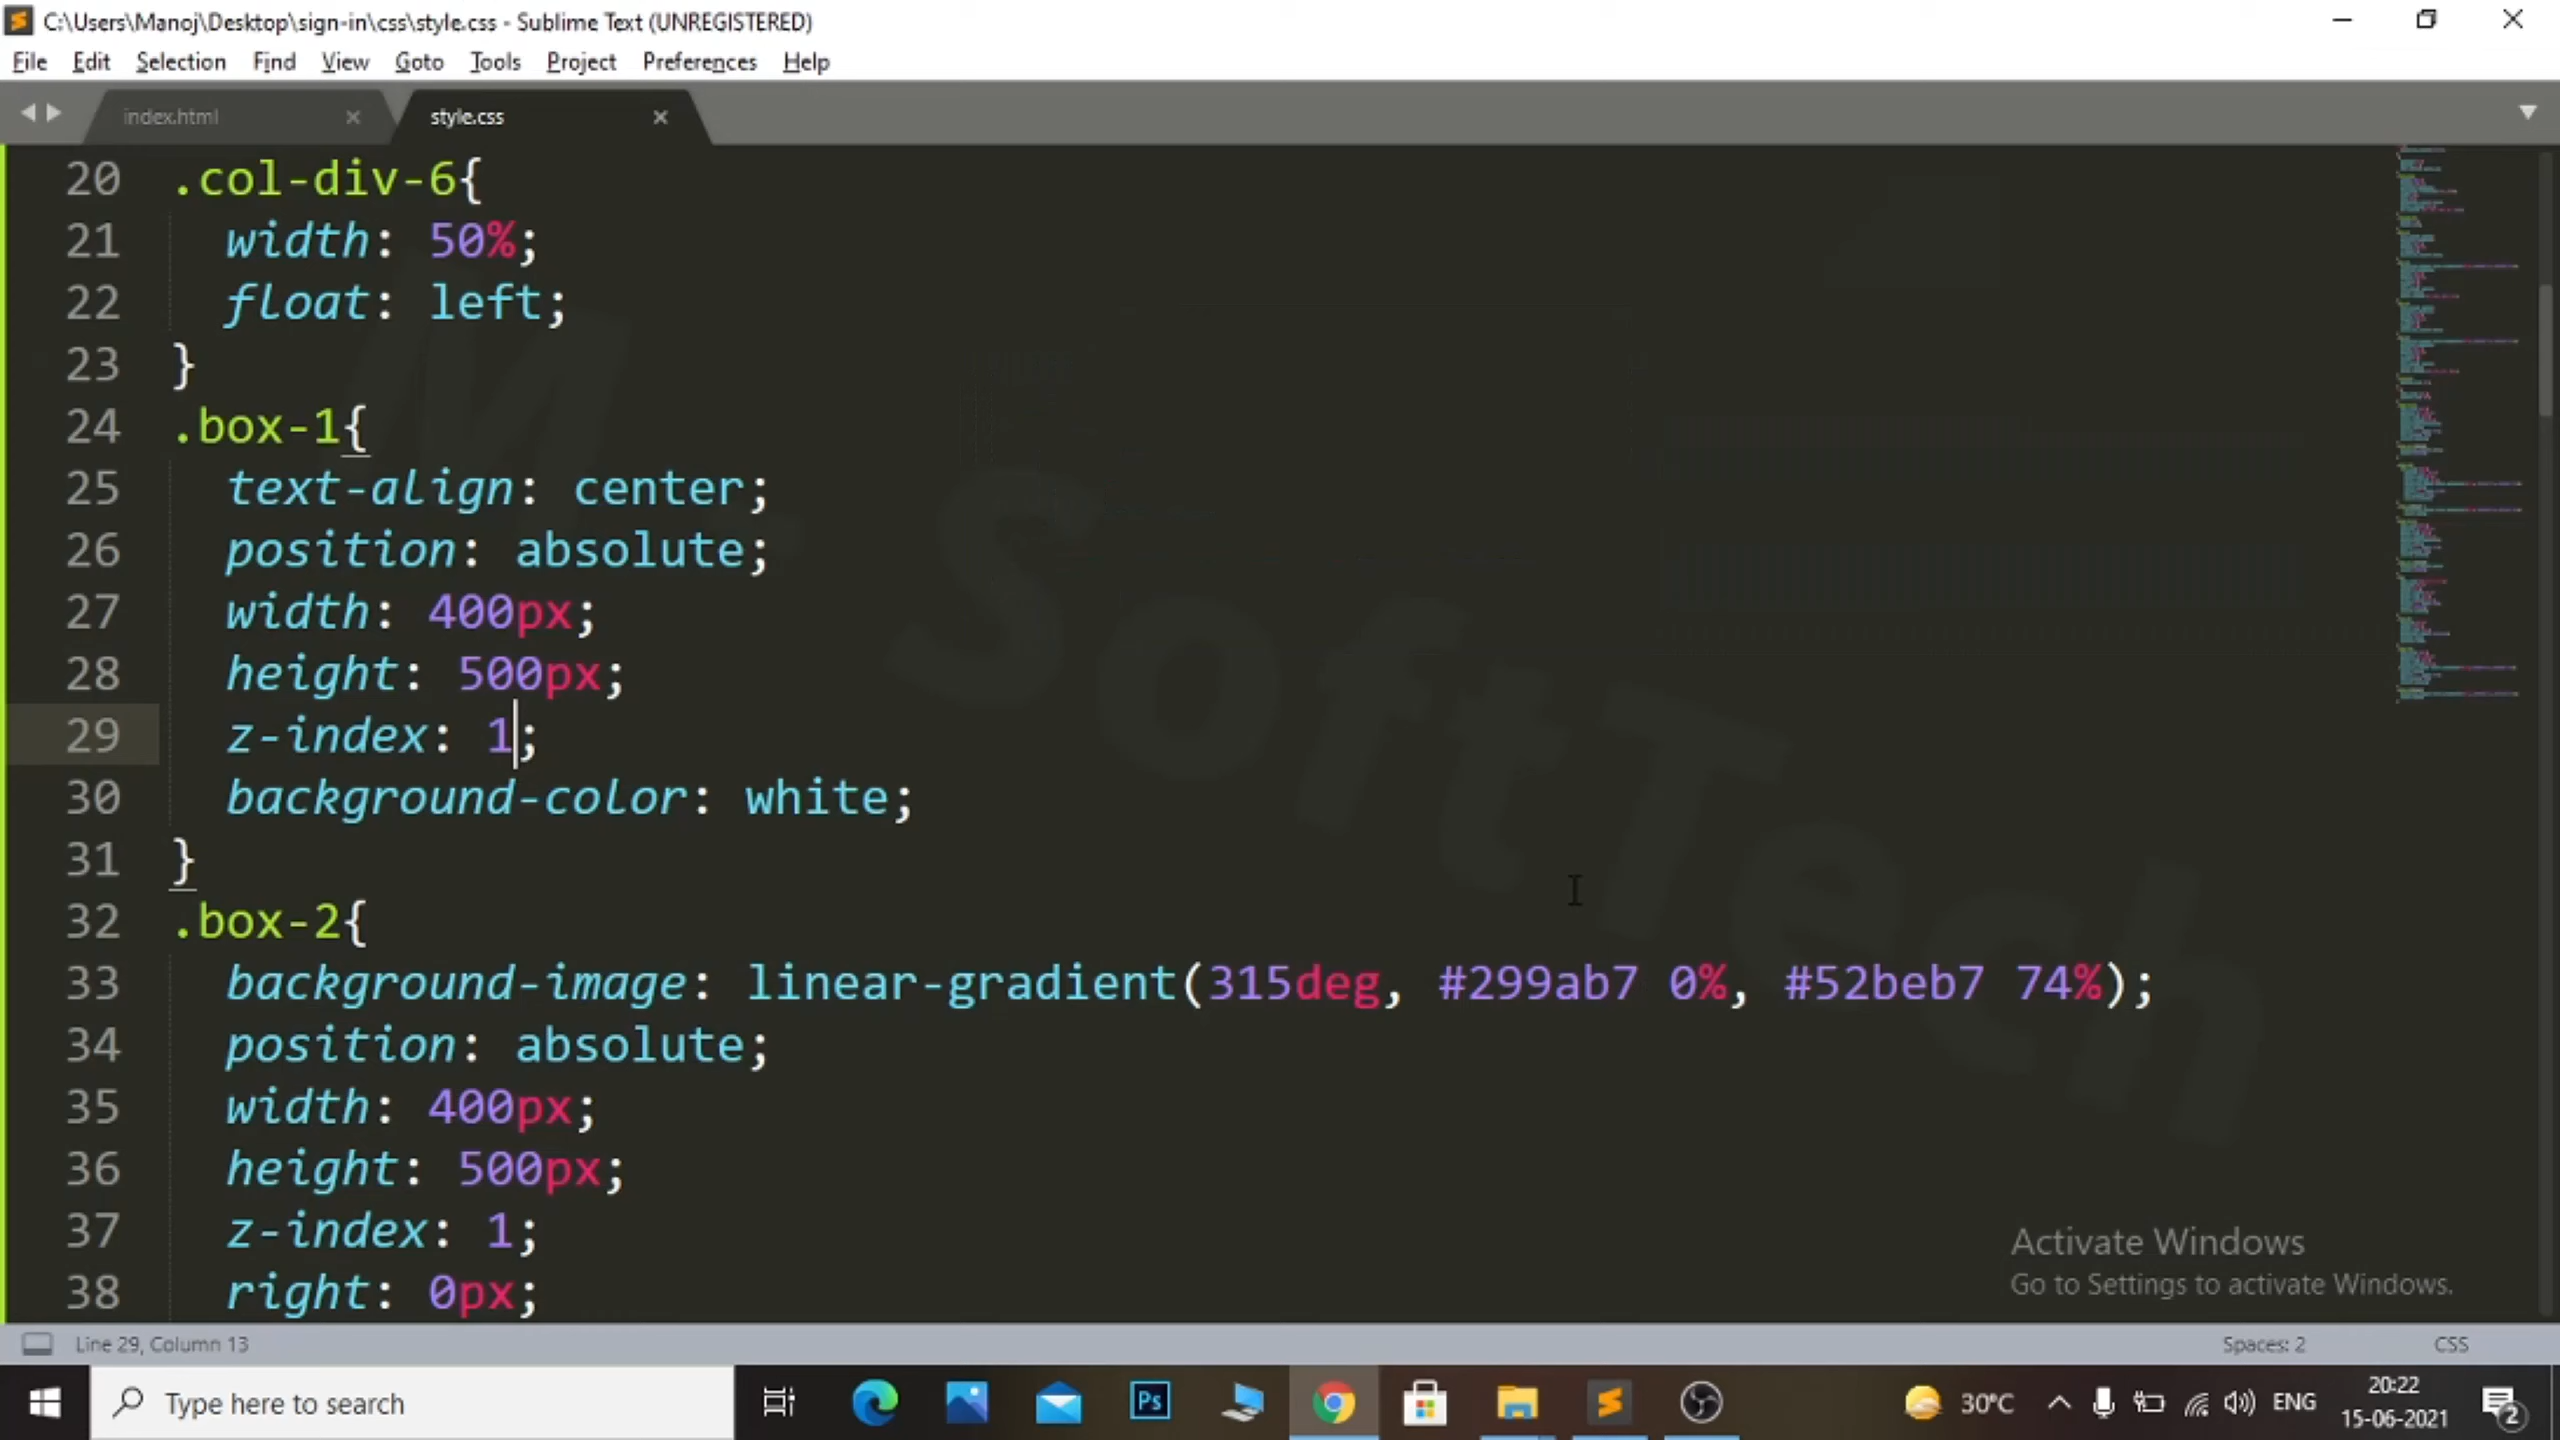 C:\Users\Manoj\Desktop\sign-in\css\style.css - Sublime Text (UNREGISTERED)
File Edit Selection Find View Goto Tools Project Preferences Help
index.html style.css
20 .col-div-6{
21 width: 50%;
22 float: left;
23 }
24 .box-1{
25 text-align: center;
26 position: absolute;
27 width: 400px;
28 height: 500px;
29 z-index: 1;
30 background-color: white;
31 }
32 .box-2{
33 background-image: linear-gradient(315deg, #299ab7 0%, #52beb7 74%);
34 position: absolute;
35 width: 400px;
36 height: 500px;
37 z-index: 1;
38 right: 0px;
M - SoftTech
Activate Windows
Go to Settings to activate Windows.
Line 29, Column 13 Spaces: 2 CSS
Type here to search
Ps
30°C
ENG
20:22
15-06-2021
2